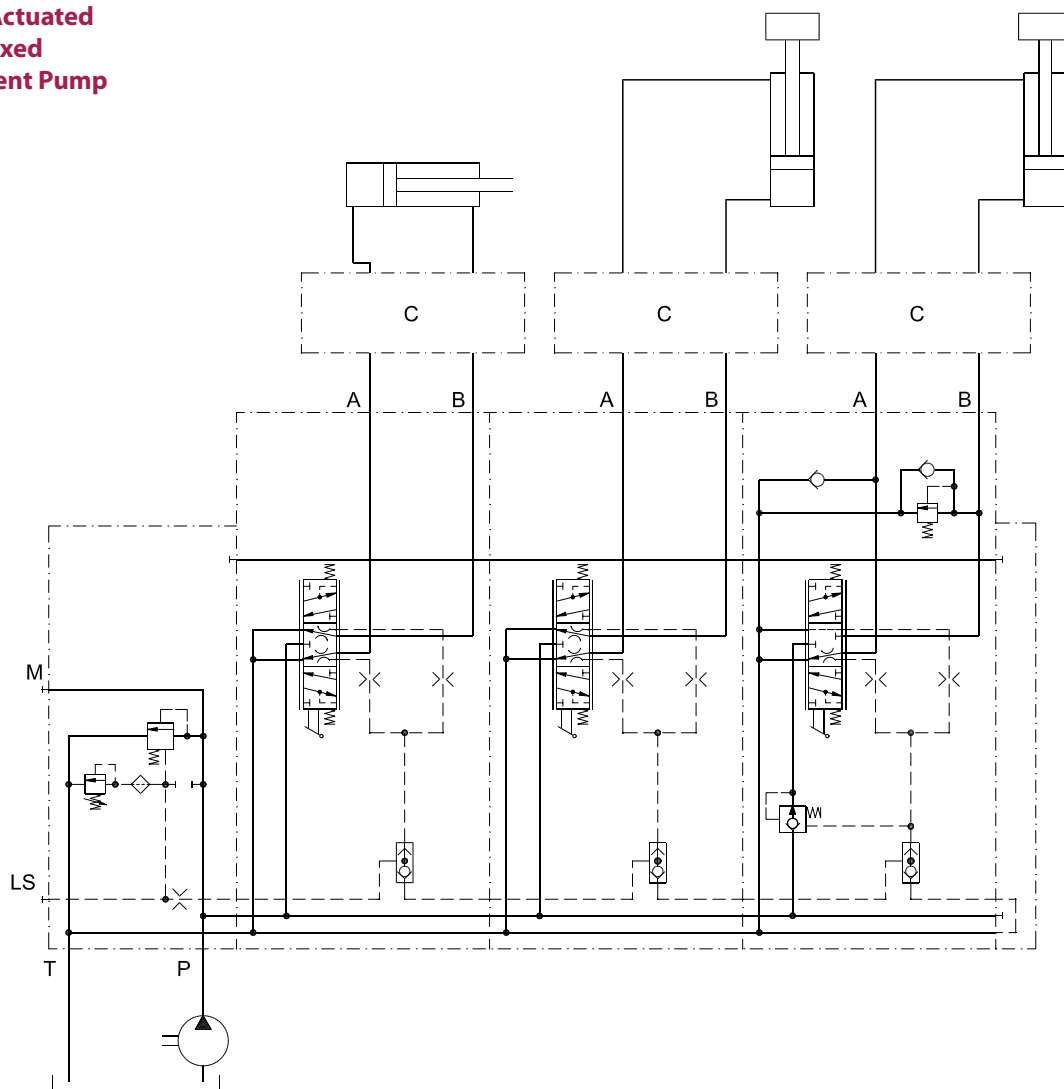 Actuated
xed
ent Pump
C C C
A B A B A B
M
LS
T P